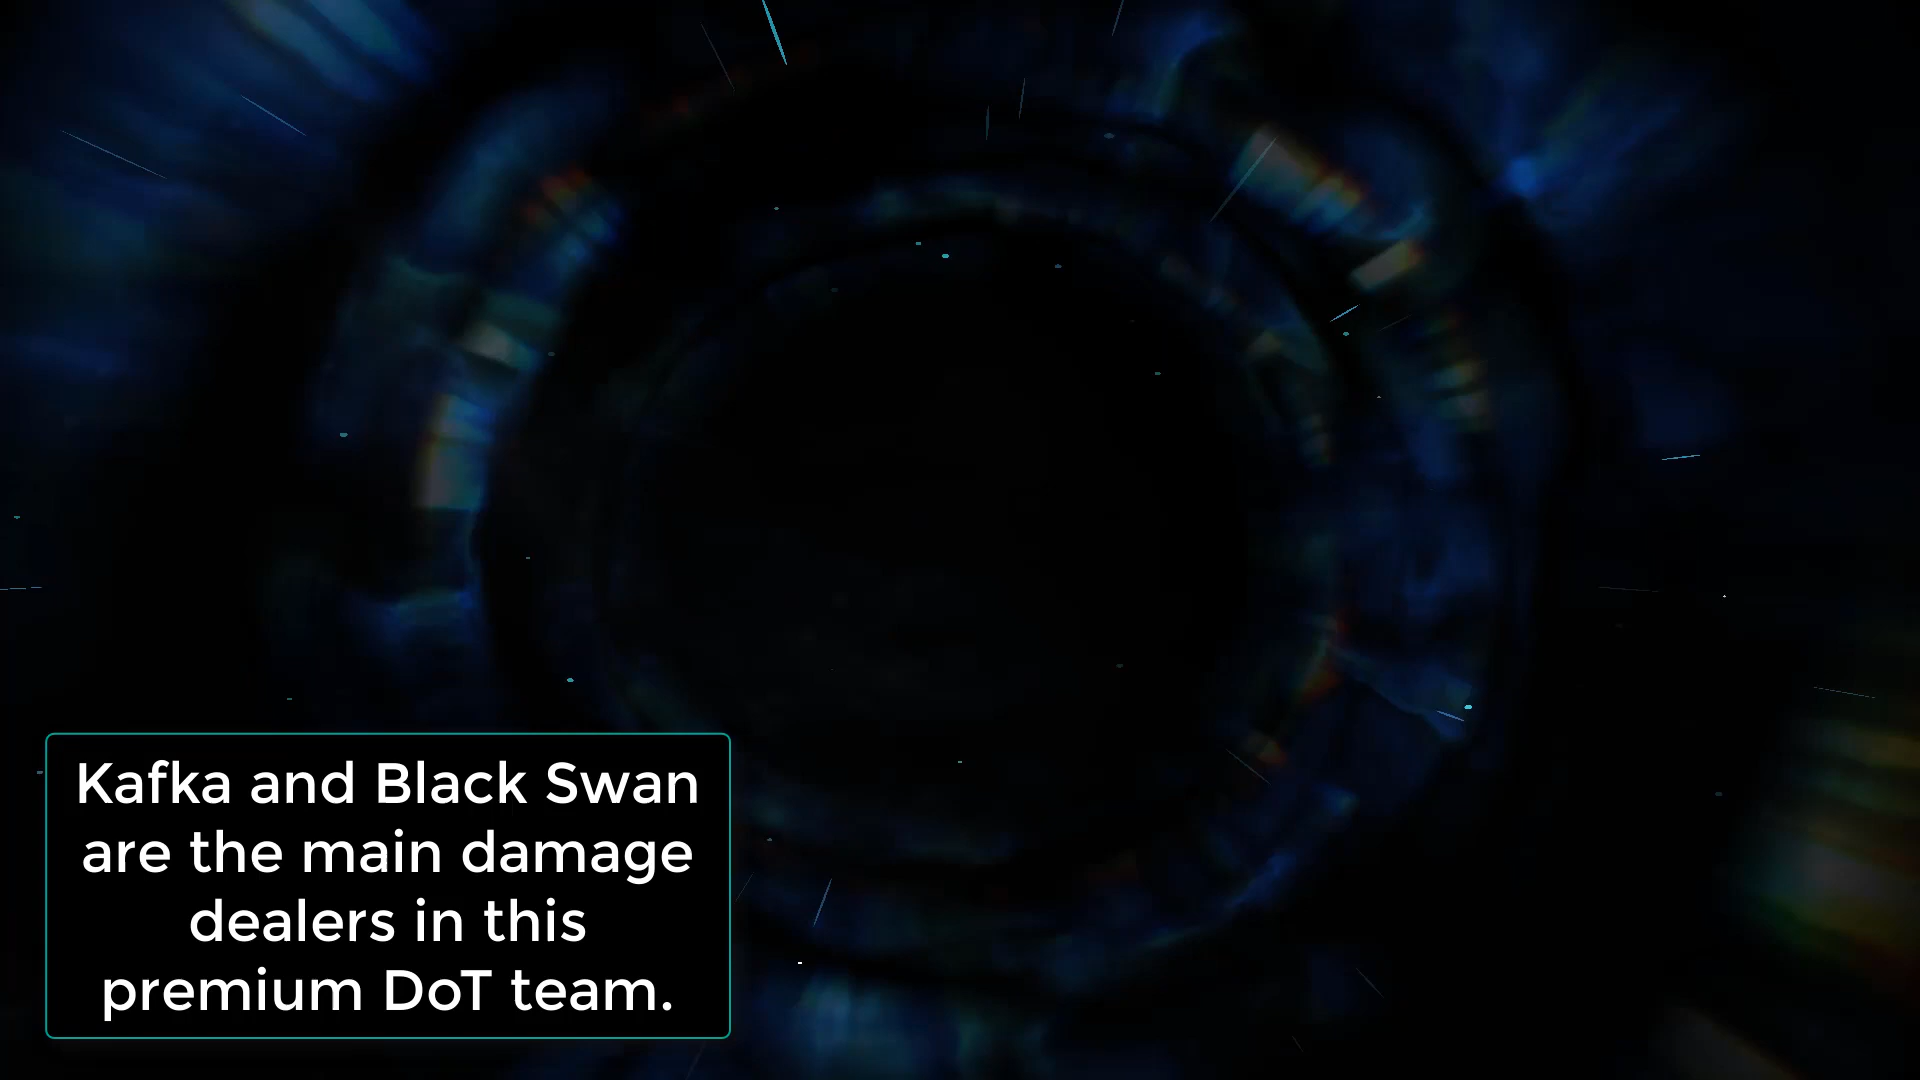 Kafka and Black Swan
are the main damage
dealers in this
premium DoT team.